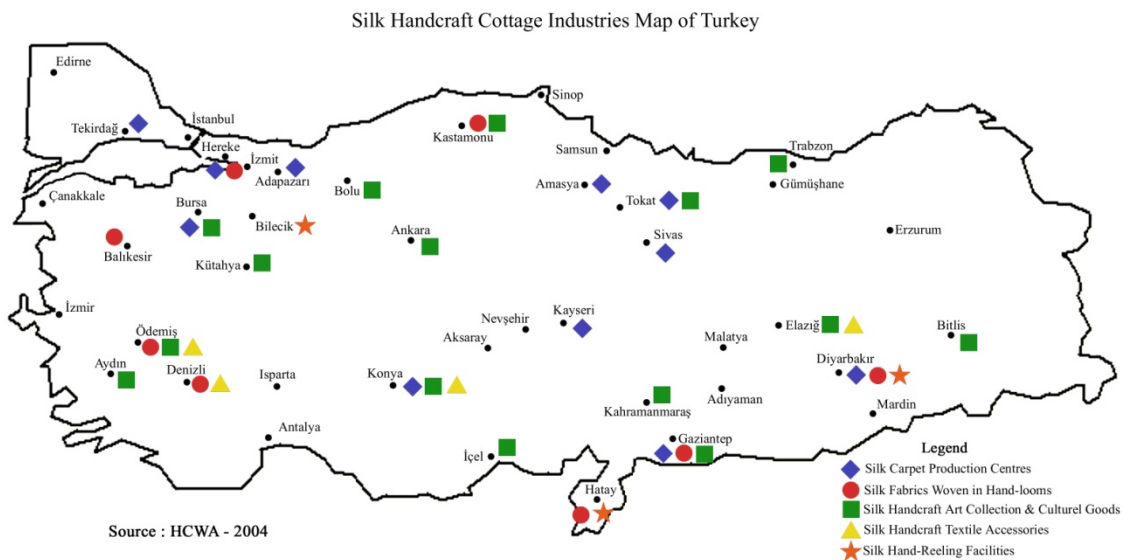 Silk Handcraft Cottage Industries Map of Turkey
Edirne
Sinop
Tekirdağ
İstanbul
Kastamonu
Hereke
İzmit
Adapazarı
Samsun
Trabzon
Bolu
Amasya
Gümüşhane
Çanakkale
Bursa
Bilecik
Tokat
Ankara
Sivas
Erzurum
Balıkesir
Kütahya
İzmir
Nevşehir
Kayseri
Elazığ
Bitlis
Ödemiş
Aksaray
Malatya
Aydın
Denizli
Isparta
Konya
Diyarbakır
Adıyaman
Kahramanmaraş
Mardin
Antalya
İçel
Gaziantep
Hatay
Legend
Silk Carpet Production Centres
Silk Fabrics Woven in Hand-looms
Silk Handcraft Art Collection & Culturel Goods
Silk Handcraft Textile Accessories
Silk Hand-Reeling Facilities
Source : HCWA - 2004